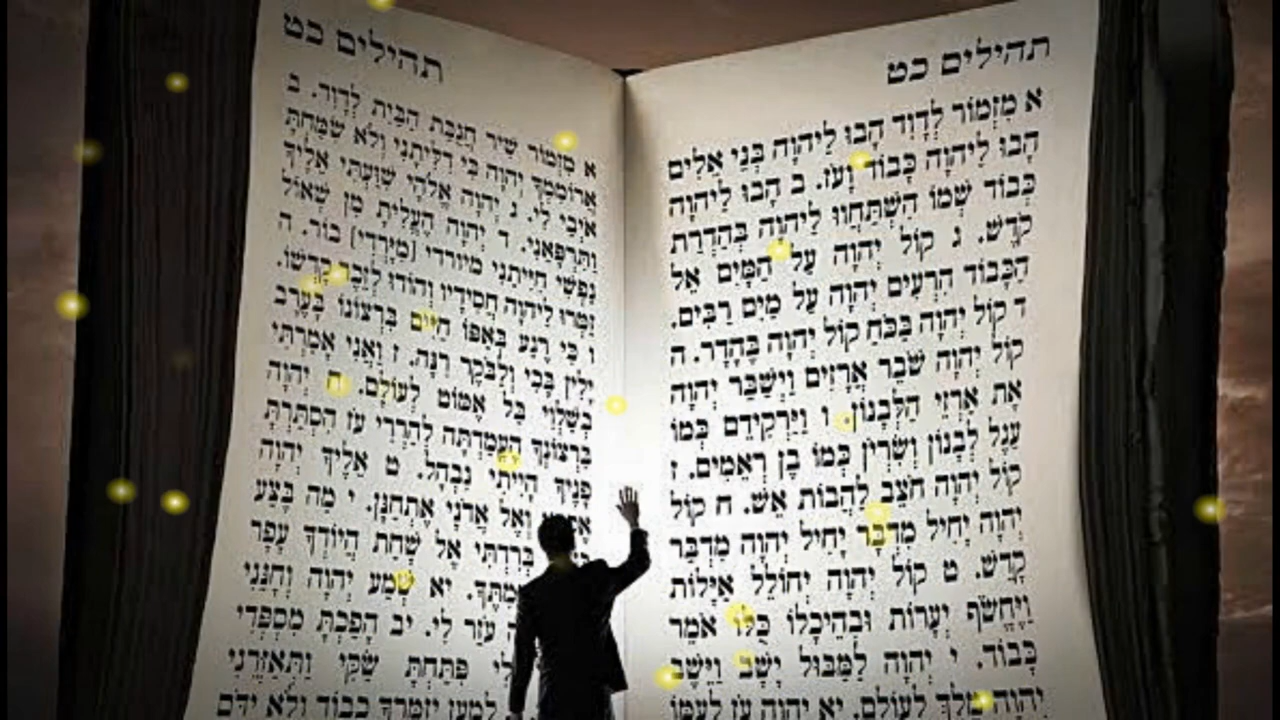 תהילים כט
א מִזְמוֹר לְדָוִד הָבוּ לַיהוָה בְּנֵי אֵלִים
הָבוּ לַיהוָה כָּבוֹד וָעֹז. ב הָבוּ לַיהוָה
כְּבוֹד שְׁמוֹ הִשְׁתַּחֲווּ לַיהוָה בְּהַדְרַת
קֹדֶשׁ. ג קוֹל יְהוָה עַל הַמָּיִם אֵל
הַכָּבוֹד הִרְעִים יְהוָה עַל מַיִם רַבִּים.
ד קוֹל יְהוָה בַּכֹּחַ קוֹל יְהוָה בֶּהָדָר. ה
קוֹל יְהוָה שֹׁבֵר אֲרָזִים וַיְשַׁבֵּר יְהוָה
אֶת אַרְזֵי הַלְּבָנוֹן. ו וַיַּרְקִידֵם כְּמוֹ
עֵגֶל לְבָנוֹן וְשִׂרְיֹן כְּמוֹ בֶן רְאֵמִים. ז
קוֹל יְהוָה חֹצֵב לַהֲבוֹת אֵשׁ. ח קוֹל
יְהוָה יָחִיל מִדְבָּר יָחִיל יְהוָה מִדְבַּר
קָדֵשׁ. ט קוֹל יְהוָה יְחוֹלֵל אַיָּלוֹת
וַיֶּחֱשֹׂף יְעָרוֹת וּבְהֵיכָלוֹ כֻּלּוֹ אֹמֵר
כָּבוֹד. י יְהוָה לַמַּבּוּל יָשָׁב וַיֵּשֶׁב
יְהוָה מֶלֶךְ לְעוֹלָם. יא יְהוָה עֹז לְעַמּוֹ
תהילים כט
א מִזְמוֹר שִׁיר חֲנֻכַּת הַבַּיִת לְדָוִד. ב
אֲרוֹמִמְךָ יְהוָה כִּי דִלִּיתָנִי וְלֹא שִׂמַּחְתָּ
אֹיְבַי לִי. ג יְהוָה אֱלֹהָי שִׁוַּעְתִּי אֵלֶיךָ
וַתִּרְפָּאֵנִי. ד יְהוָה הֶעֱלִיתָ מִן שְׁאוֹל
נַפְשִׁי חִיִּיתַנִי מיורדי [מִיָּרְדִי] בוֹר. ה
זַמְּרוּ לַיהוָה חֲסִידָיו וְהוֹדוּ לְזֵכֶר קָדְשׁוֹ.
ו כִּי רֶגַע בְּאַפּוֹ חַיִּים בִּרְצוֹנוֹ בָּעֶרֶב
יָלִין בֶּכִי וְלַבֹּקֶר רִנָּה. ז וַאֲנִי אָמַרְתִּי
בְשַׁלְוִי בַּל אֶמּוֹט לְעוֹלָם. ח יְהוָה
בִּרְצוֹנְךָ הֶעֱמַדְתָּה לְהַרְרִי עֹז הִסְתַּרְתָּ
פָנֶיךָ הָיִיתִי נִבְהָל. ט אֵלֶיךָ יְהוָה
וְאֶל אֲדֹנָי אֶתְחַנָּן. י מַה בֶּצַע
בְּרִדְתִּי אֶל שָׁחַת הֲיוֹדְךָ עָפָר
יא שְׁמַע יְהוָה וְחָנֵּנִי
עֹזֵר לִי. יב הָפַכְתָּ מִסְפְּדִי
לִי פִּתַּחְתָּ שַׂקִּי וַתְּאַזְּרֵנִי
לְמַעַן יְזַמֶּרְךָ כָבוֹד וְלֹא יִדֹּם